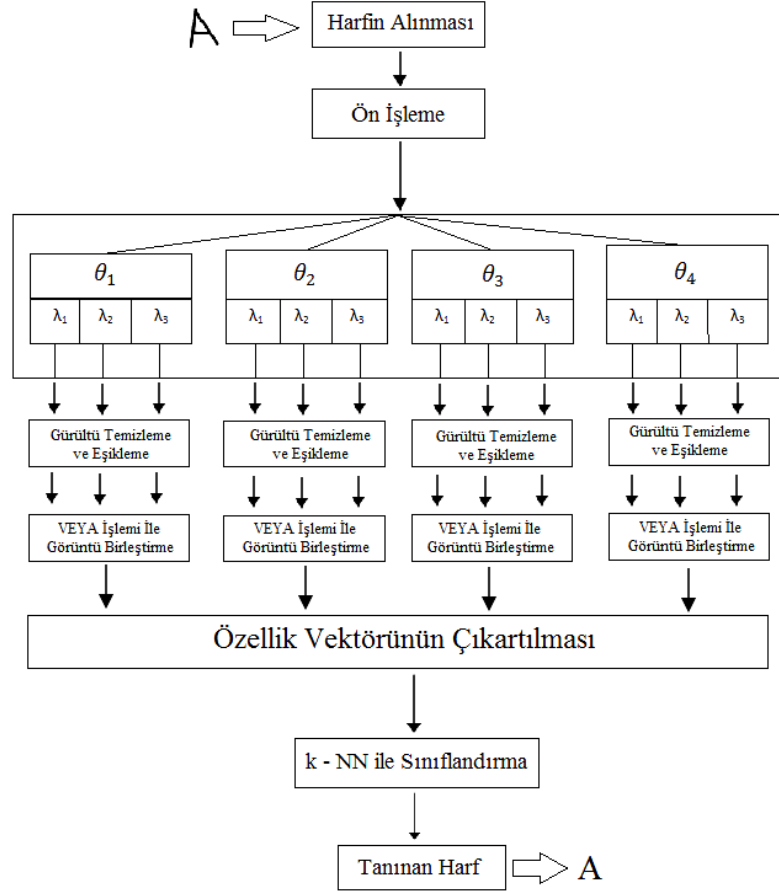 A
Harfin Alınması
Ön İşleme
θ₁ θ₂ θ₃ θ₄
λ₁ λ₂ λ₃ λ₁ λ₂ λ₃ λ₁ λ₂ λ₃ λ₁ λ₂ λ₃
Gürültü Temizleme
ve Eşikleme
Gürültü Temizleme
ve Eşikleme
Gürültü Temizleme
ve Eşikleme
Gürültü Temizleme
ve Eşikleme
VEYA İşlemi İle
Görüntü Birleştirme
VEYA İşlemi İle
Görüntü Birleştirme
VEYA İşlemi İle
Görüntü Birleştirme
VEYA İşlemi İle
Görüntü Birleştirme
Özellik Vektörünün Çıkartılması
k - NN ile Sınıflandırma
Tanınan Harf
A